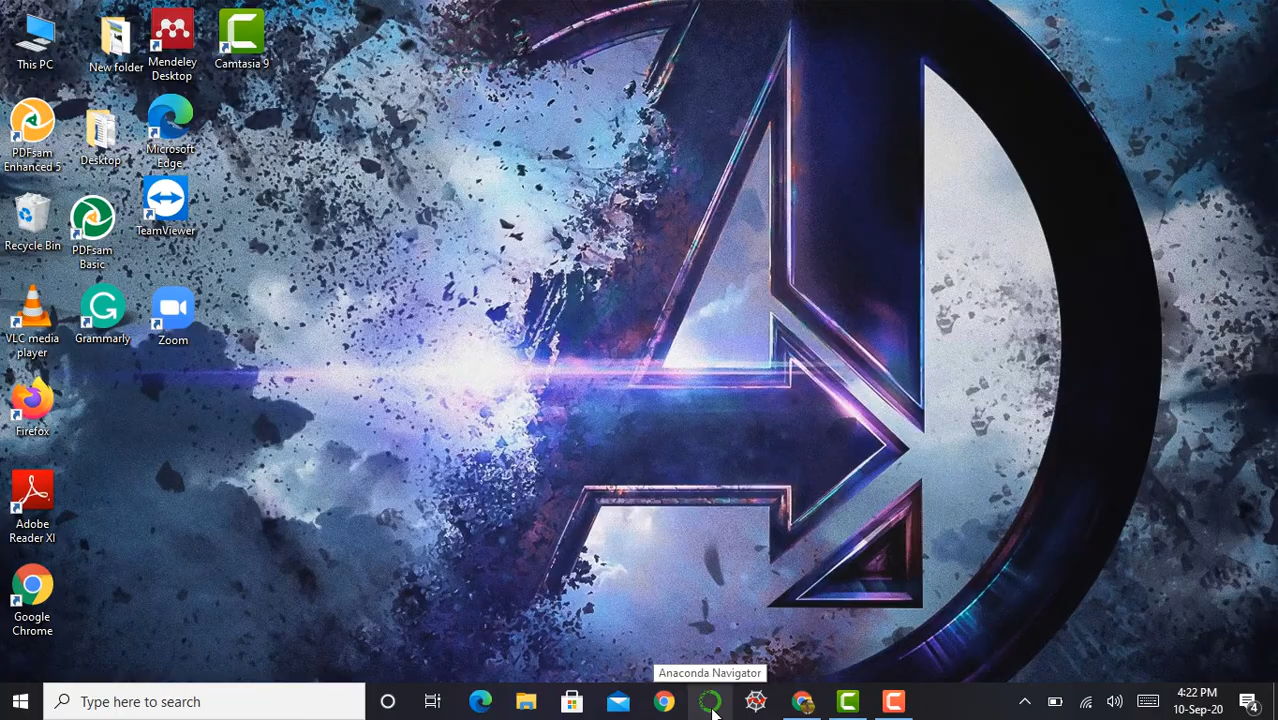 This PC
New folder
Mendeley
Desktop
Camtasia 9
PDFsam
Enhanced 5
Desktop
Microsoft
Edge
Recycle Bin
PDFsam
Basic
TeamViewer
VLC media
player
Grammarly
Zoom
Firefox
Adobe
Reader XI
Google
Chrome
Anaconda Navigator
Type here to search
4:22 PM
10-Sep-20
4